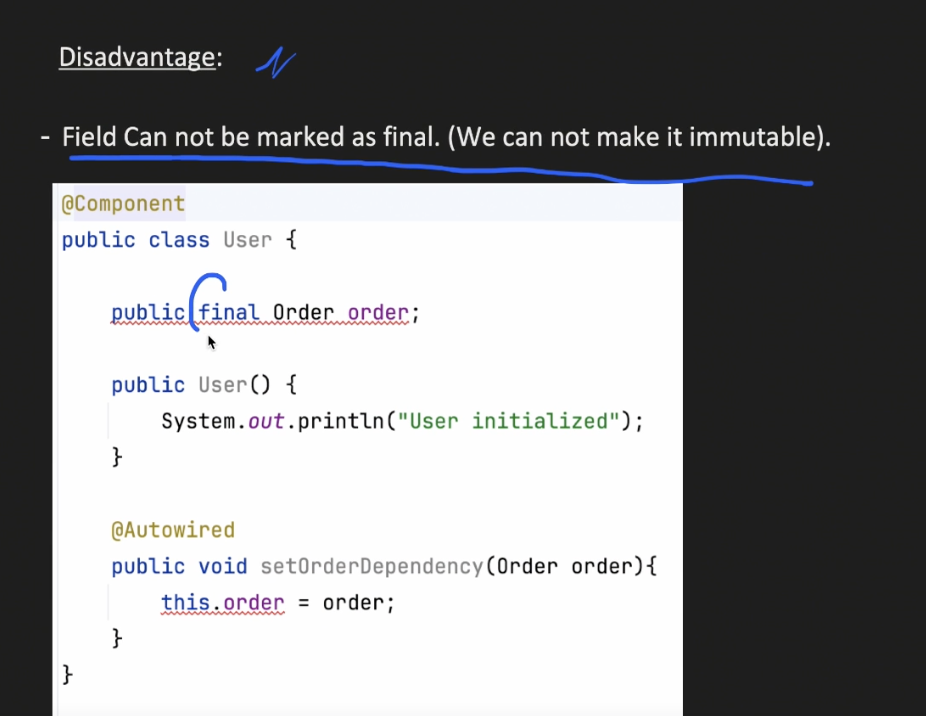 Disadvantage:
- Field Can not be marked as final. (We can not make it immutable).
@Component
public class User {
public final Order order;
public User() {
System.out.println("User initialized");
}
@Autowired
public void setOrderDependency(Order order){
this.order = order;
}
}